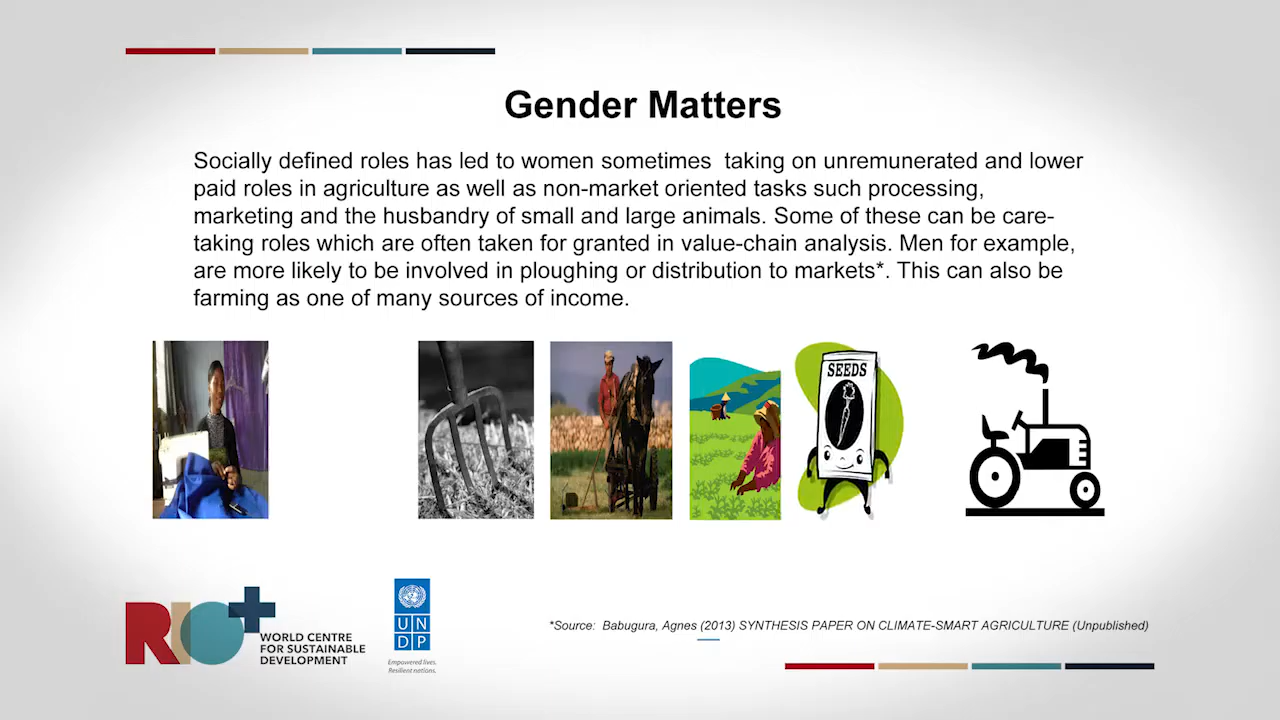 Gender Matters
Socially defined roles has led to women sometimes taking on unremunerated and lower
paid roles in agriculture as well as non-market oriented tasks such processing,
marketing and the husbandry of small and large animals. Some of these can be care-
taking roles which are often taken for granted in value-chain analysis. Men for example,
are more likely to be involved in ploughing or distribution to markets*. This can also be
farming as one of many sources of income.
SEEDS
RIO+
WORLD CENTRE
FOR SUSTAINABLE
DEVELOPMENT
UN
DP
Empowered lives.
Resilient nations.
*Source: Babugura, Agnes (2013) SYNTHESIS PAPER ON CLIMATE-SMART AGRICULTURE (Unpublished)